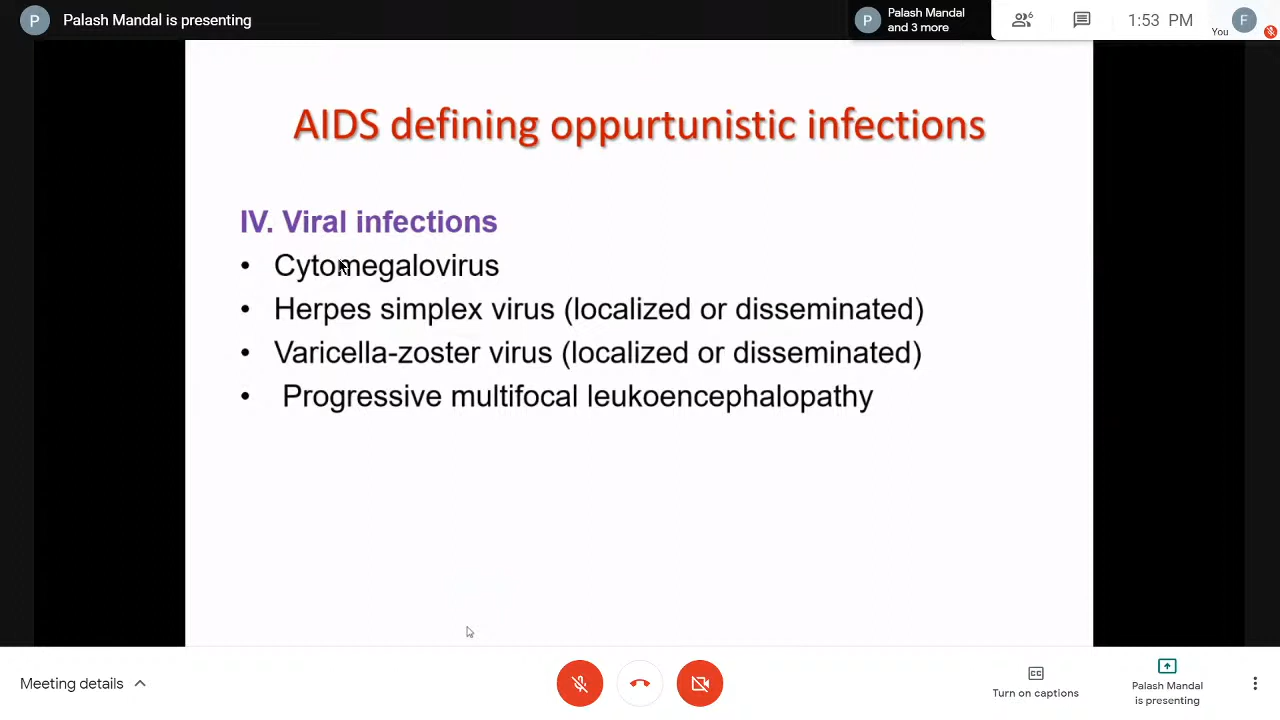 P Palash Mandal is presenting
P Palash Mandal
and 3 more
6
1:53 PM
You F
AIDS defining oppurtunistic infections
IV. Viral infections
• Cytomegalovirus
• Herpes simplex virus (localized or disseminated)
• Varicella-zoster virus (localized or disseminated)
• Progressive multifocal leukoencephalopathy
Meeting details
CC
Turn on captions
Palash Mandal
is presenting